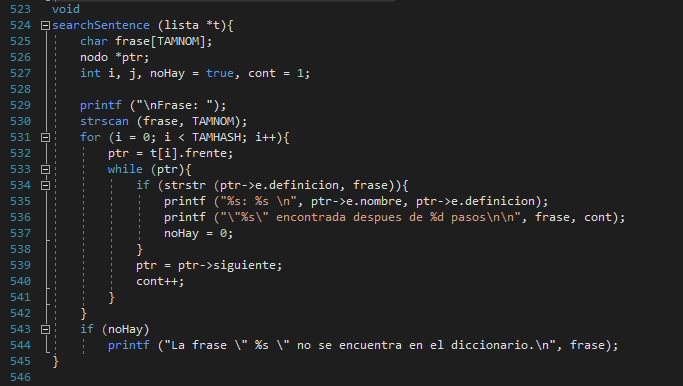 523 void
524 searchSentence (lista *t){
525     char frase[TAMNOM];
526     nodo *ptr;
527     int i, j, noHay = true, cont = 1;
528
529     printf ("\nFrase: ");
530     strscan (frase, TAMNOM);
531     for (i = 0; i < TAMHASH; i++){
532         ptr = t[i].frente;
533         while (ptr){
534             if (strstr (ptr->e.definicion, frase)){
535                 printf ("%s: %s \n", ptr->e.nombre, ptr->e.definicion);
536                 printf ("\"%s\" encontrada despues de %d pasos\n\n", frase, cont);
537                 noHay = 0;
538             }
539             ptr = ptr->siguiente;
540             cont++;
541         }
542     }
543     if (noHay)
544         printf ("La frase \" %s \" no se encuentra en el diccionario.\n", frase);
545 }
546